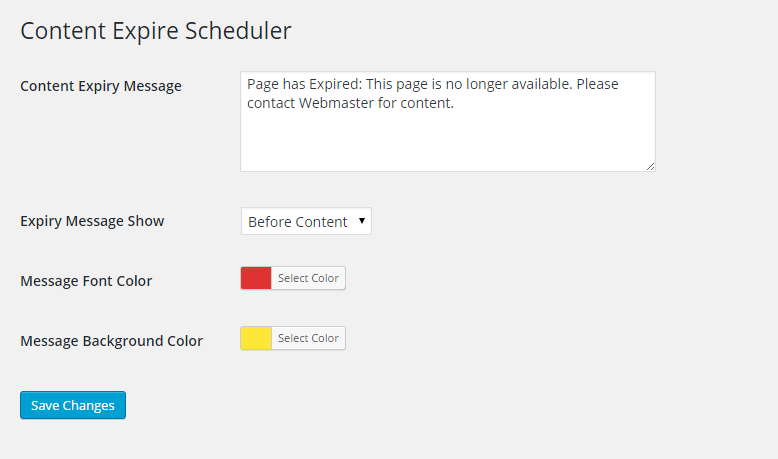 Content Expire Scheduler
Content Expiry Message
Page has Expired: This page is no longer available. Please
contact Webmaster for content.
Expiry Message Show
Before Content
Message Font Color
Select Color
Message Background Color
Select Color
Save Changes